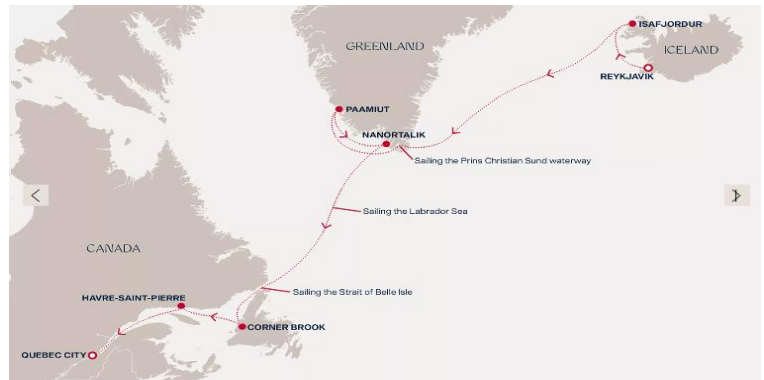 ISAFJORDUR
GREENLAND
ICELAND
REYKJAVIK
PAAMIUT
NANORTALIK
Sailing the Prins Christian Sund waterway
Sailing the Labrador Sea
CANADA
Sailing the Strait of Belle Isle
HAVRE-SAINT-PIERRE
CORNER BROOK
QUEBEC CITY